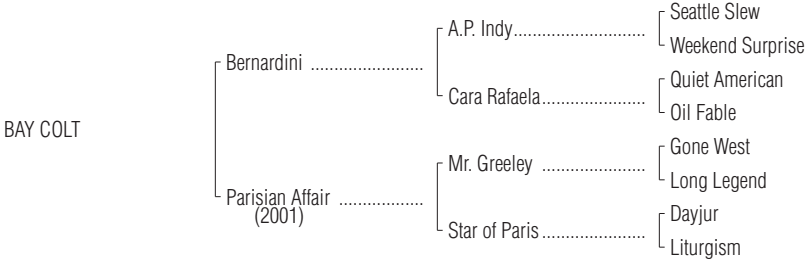 Seattle Slew
A.P. Indy............................
Weekend Surprise
Bernardini ........................
Quiet American
Cara Rafaela......................
Oil Fable
BAY COLT
Gone West
Mr. Greeley ......................
Long Legend
Parisian Affair ..................
(2001)
Dayjur
Star of Paris......................
Liturgism